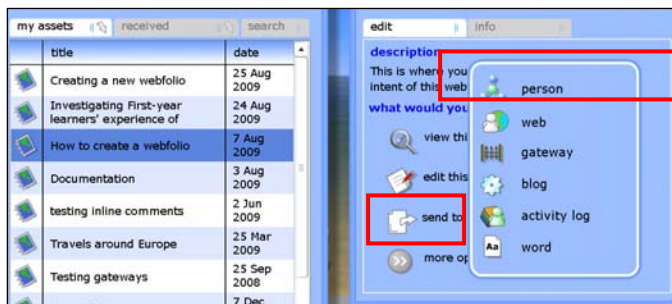 my assets
received
search
title
date
Creating a new webfolio
25 Aug
2009
Investigating First-year
learners' experience of
24 Aug
2009
How to create a webfolio
7 Aug
2009
Documentation
3 Aug
2009
testing inline comments
2 Jun
2009
Travels around Europe
25 Mar
2009
Testing gateways
25 Sep
2008
7 Dec
edit
info
description
This is where you
intent of this web
what would you
view thi
edit this
send to
more op
person
web
gateway
blog
activity log
Aa
word